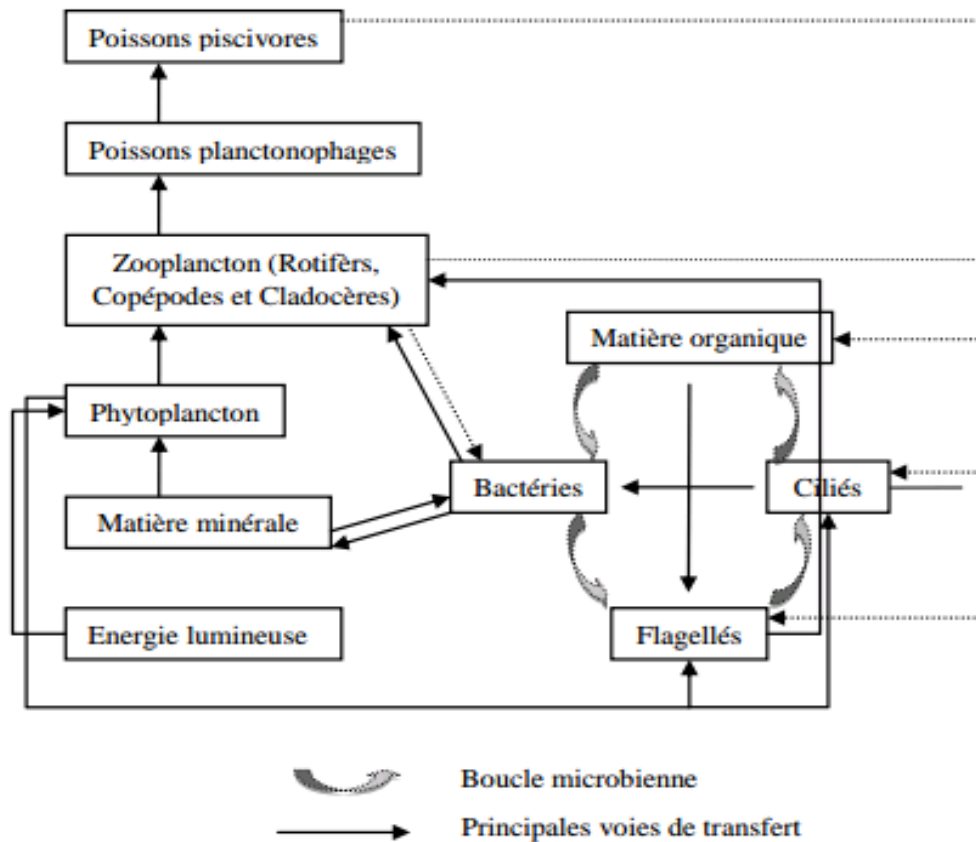 Poissons piscivores
Poissons planctonophages
Zooplancton (Rotifèrs,
Copépodes et Cladocères)
Matière organique
Phytoplancton
Bactéries
Ciliés
Matière minérale
Energie lumineuse
Flagellés
Boucle microbienne
Principales voies de transfert